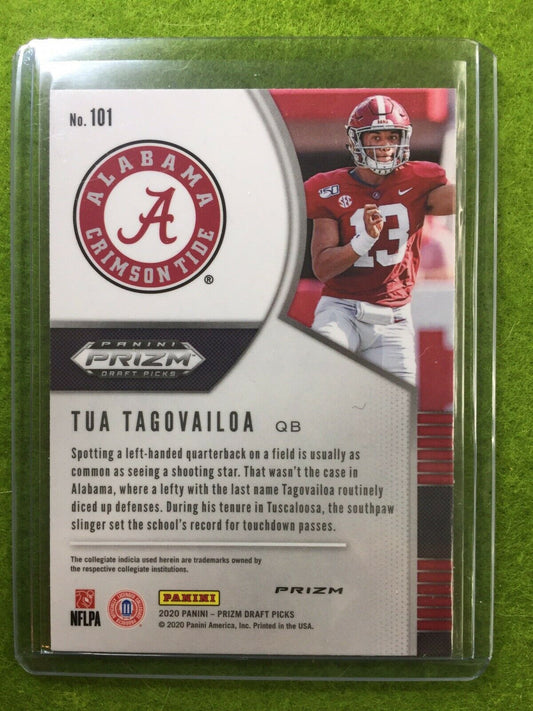 No. 101
ALABAMA
A
CRIMSON TIDE
®
150
SEC
13
PANINI
PRIZM
DRAFT PICKS
TUA TAGOVAILOA QB
Spotting a left-handed quarterback on a field is usually as
common as seeing a shooting star. That wasn't the case in
Alabama, where a lefty with the last name Tagovailoa routinely
diced up defenses. During his tenure in Tuscaloosa, the southpaw
slinger set the school's record for touchdown passes.
The collegiate indicia used herein are trademarks owned by
the respective collegiate institutions.
NFLPA
PANINI
PRIZM
2020 PANINI – PRIZM DRAFT PICKS
© 2020 Panini America, Inc. Printed in the USA.